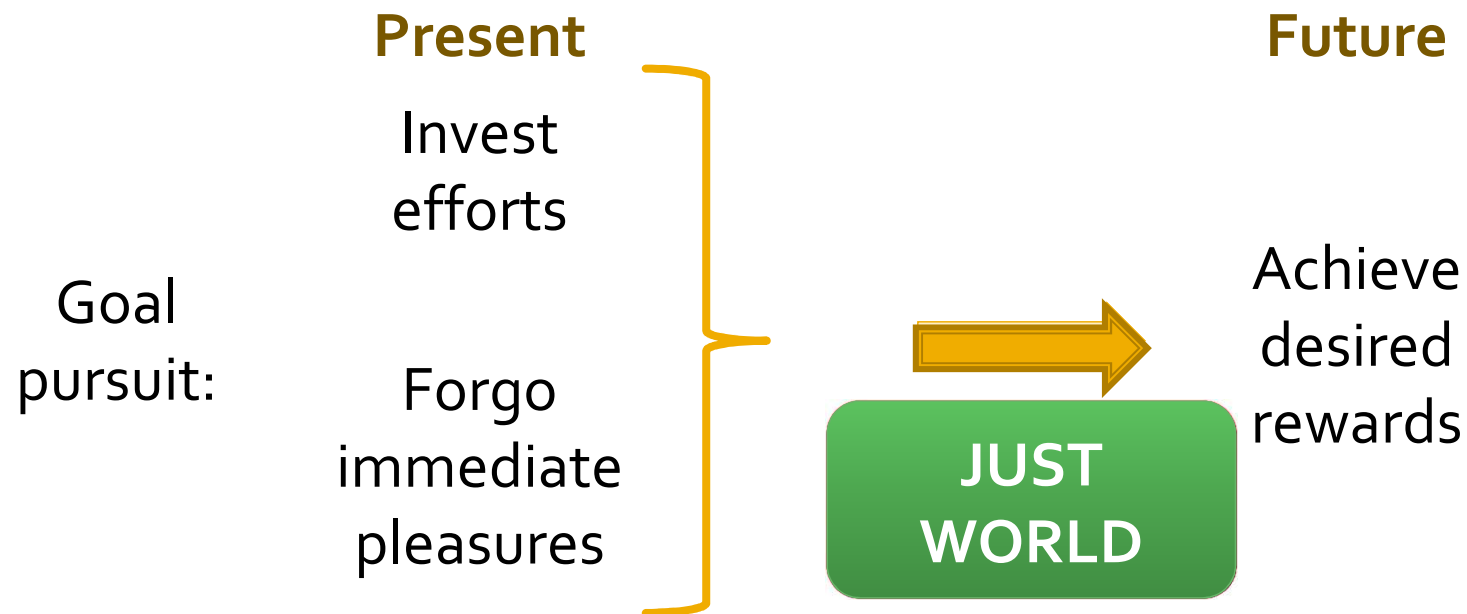 Present
Future
Invest
efforts
Goal
pursuit:
Forgo
immediate
pleasures
JUST
WORLD
Achieve
desired
rewards